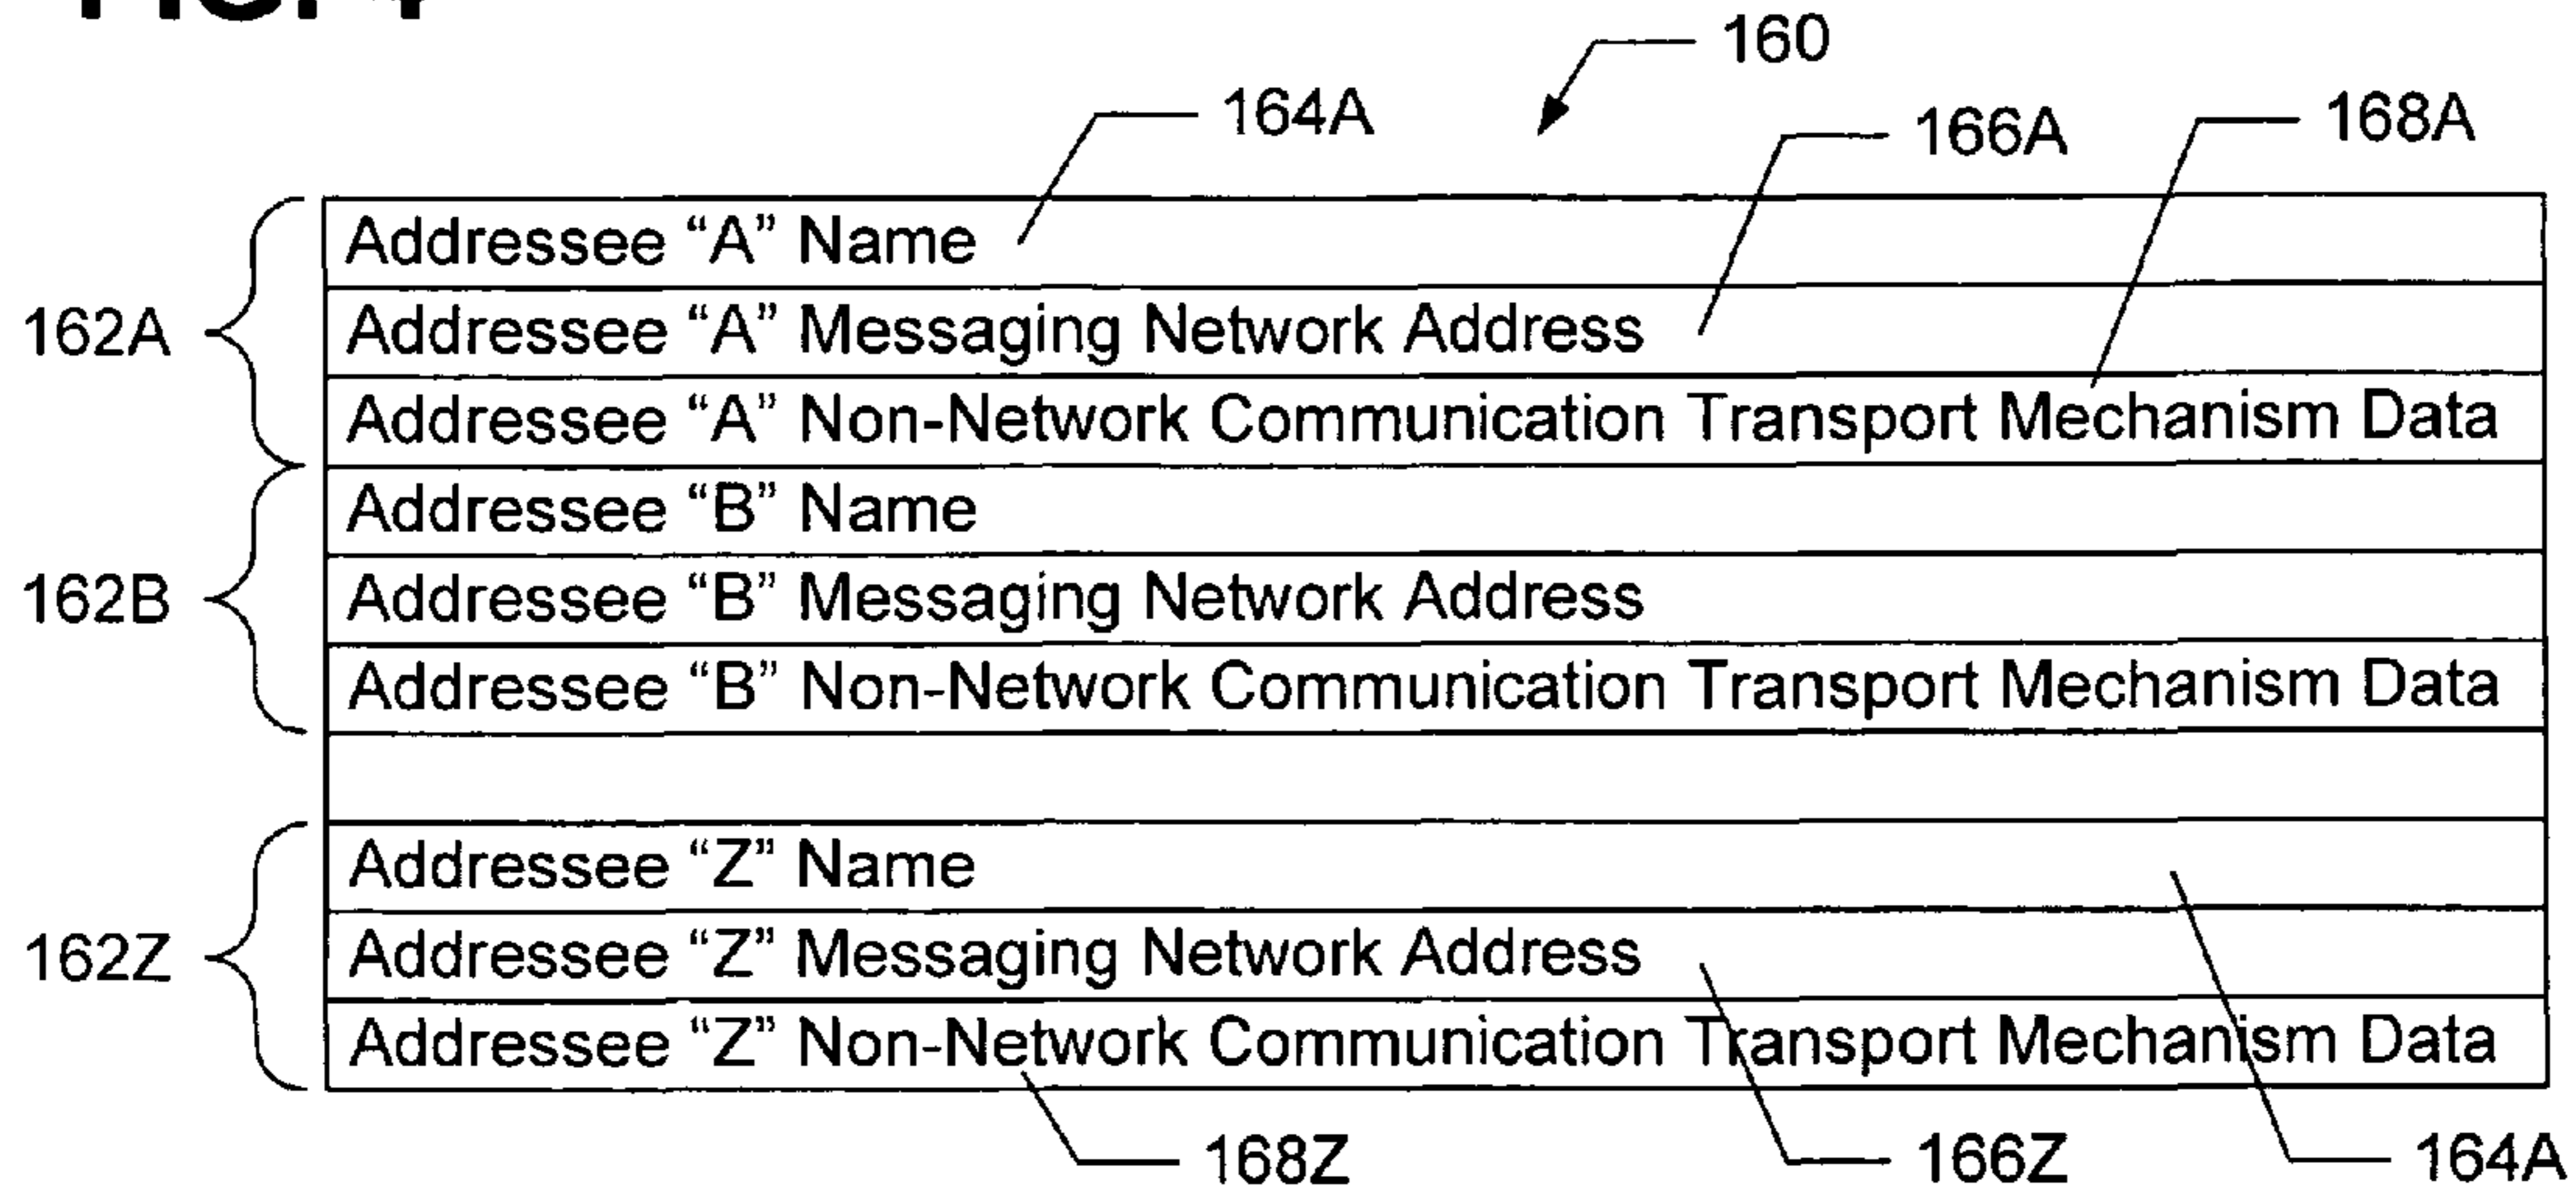 FIG. 4
160
164A
166A
168A
162A
Addressee “A” Name
Addressee “A” Messaging Network Address
Addressee “A” Non-Network Communication Transport Mechanism Data
162B
Addressee “B” Name
Addressee “B” Messaging Network Address
Addressee “B” Non-Network Communication Transport Mechanism Data
162Z
Addressee “Z” Name
Addressee “Z” Messaging Network Address
Addressee “Z” Non-Network Communication Transport Mechanism Data
168Z
166Z
164A